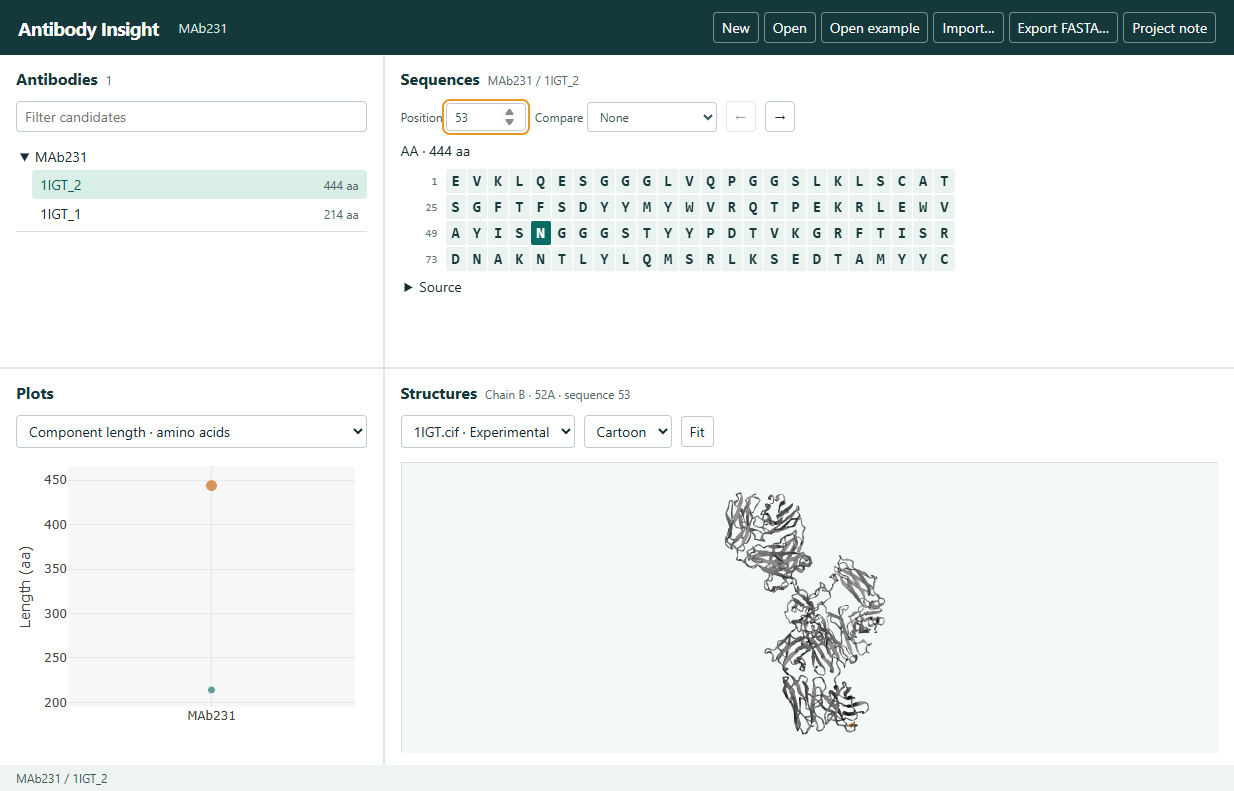 Antibody Insight MAb231 New Open Open example Import... Export FASTA... Project note
Antibodies 1
Filter candidates
▼ MAb231
1IGT_2 444 aa
1IGT_1 214 aa
Sequences MAb231 / 1IGT_2
Position 53 Compare None ← →
AA · 444 aa
1 E V K L Q E S G G G L V Q P G G S L K L S C A T
25 S G F T F S D Y Y M Y W V R Q T P E K R L E W V
49 A Y I S N G G G S T Y Y P D T V K G R F T I S R
73 D N A K N T L Y L Q M S R L K S E D T A M Y Y C
▶ Source
Plots
Component length · amino acids
Length (aa)
450
400
350
300
250
200
MAb231
Structures Chain B · 52A · sequence 53
1IGT.cif · Experimental Cartoon Fit
MAb231 / 1IGT_2